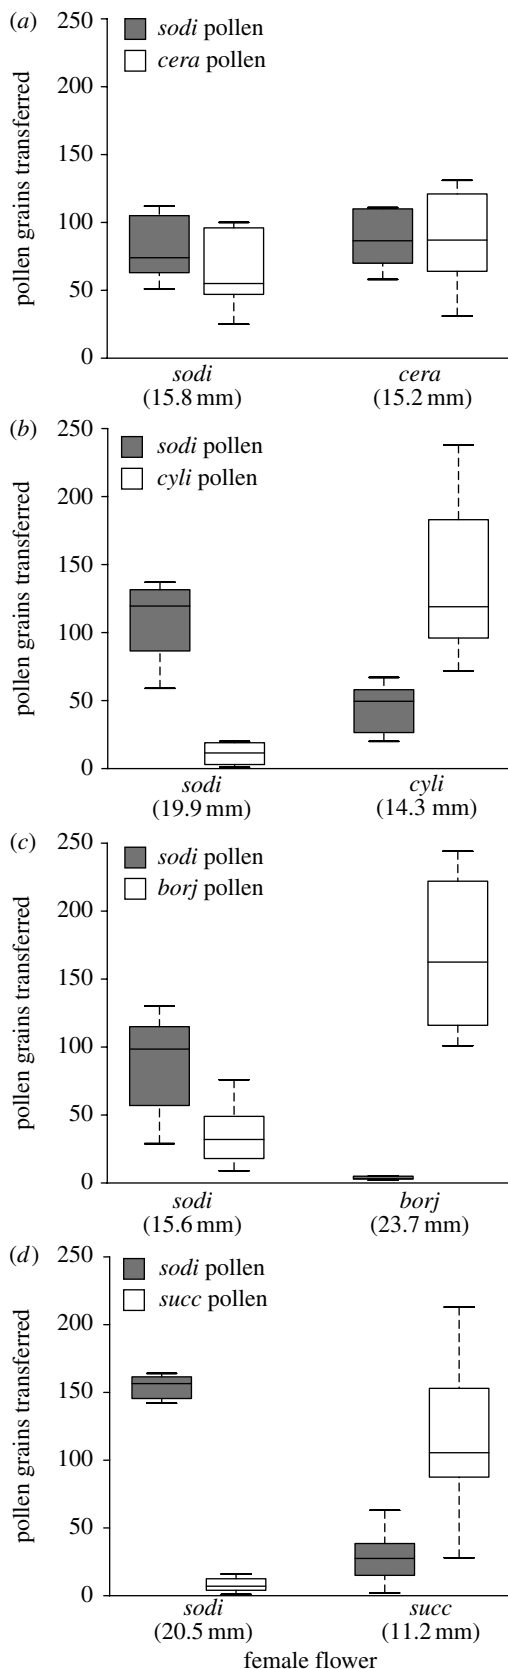 (a)
sodi pollen
cera pollen
250
200
150
100
50
0
pollen grains transferred
sodi
(15.8 mm)
cera
(15.2 mm)
(b)
sodi pollen
cyli pollen
250
200
150
100
50
0
pollen grains transferred
sodi
(19.9 mm)
cyli
(14.3 mm)
(c)
sodi pollen
borj pollen
250
200
150
100
50
0
pollen grains transferred
sodi
(15.6 mm)
borj
(23.7 mm)
(d)
sodi pollen
succ pollen
250
200
150
100
50
0
pollen grains transferred
sodi
(20.5 mm)
succ
(11.2 mm)
female flower